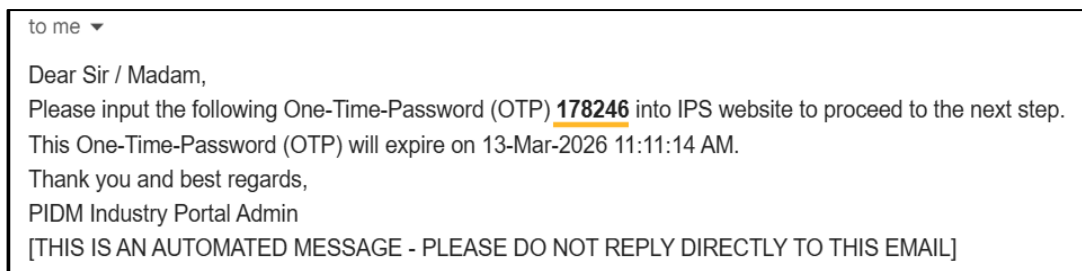 to me
Dear Sir / Madam,
Please input the following One-Time-Password (OTP) 178246 into IPS website to proceed to the next step.
This One-Time-Password (OTP) will expire on 13-Mar-2026 11:11:14 AM.
Thank you and best regards,
PIDM Industry Portal Admin
[THIS IS AN AUTOMATED MESSAGE - PLEASE DO NOT REPLY DIRECTLY TO THIS EMAIL]